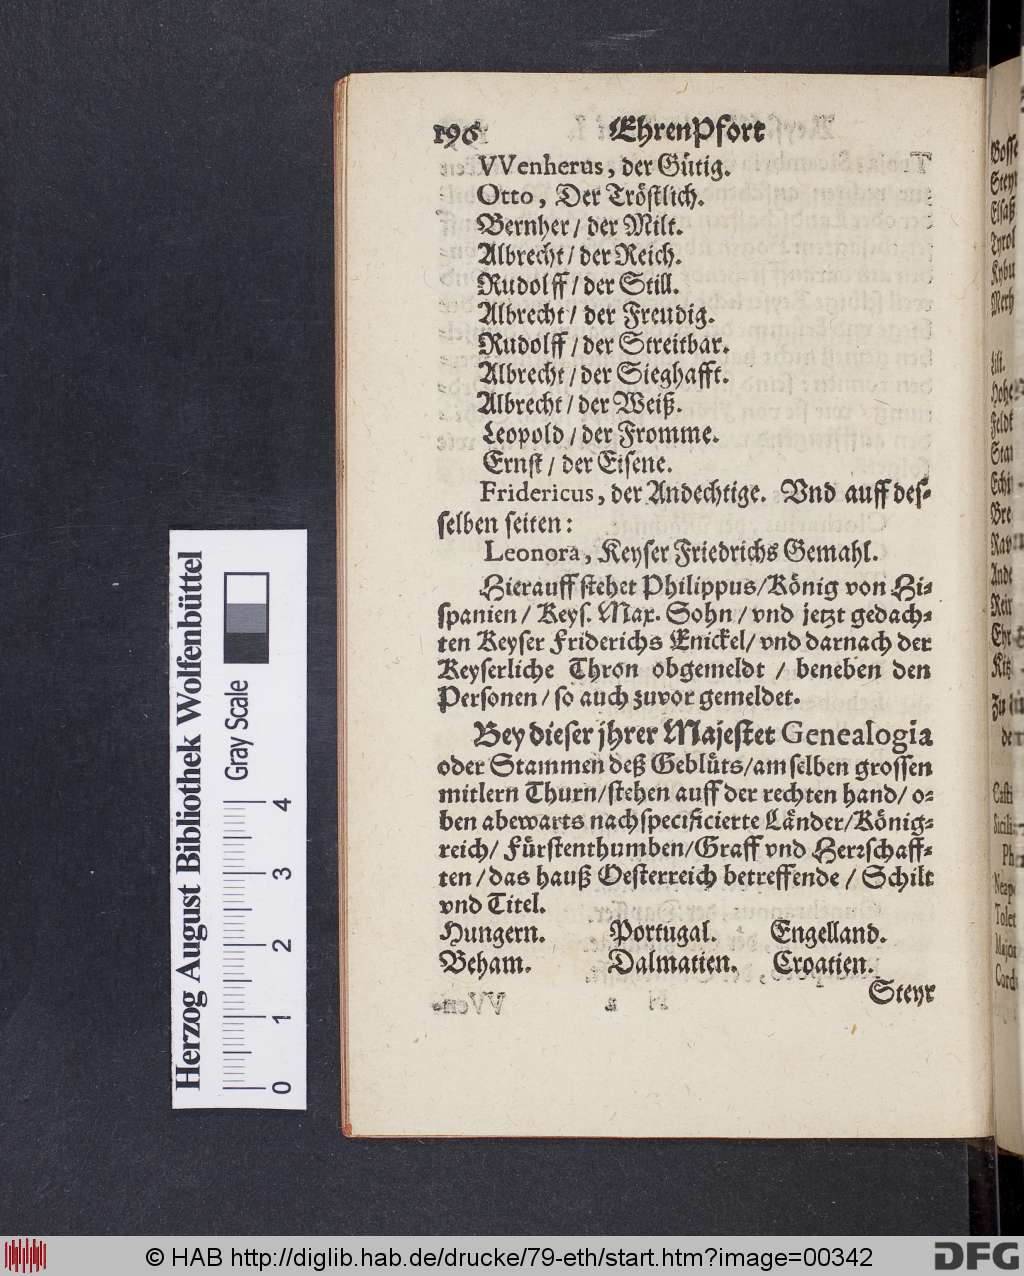 196 EhrenPfort
VVenherus, der Gütig.
Otto, Der Tröstlich.
Bernher / der Milt.
Albrecht / der Reich.
Rudolff / der Still.
Albrecht / der Freudig.
Rudolff / der Streitbar.
Albrecht / der Sieghafft.
Albrecht / der Weiß.
Leopold / der Fromme.
Ernst / der Eisene.
Fridericus, der Andechtige. Vnd auff des-
selben seiten:
Leonora, Keyser Friedrichs Gemahl.
Hierauff stehet Philippus/König von Hi-
spanien / Keys. Max. Sohn / vnd jetzt gedach-
ten Keyser Friderichs Enickel/ vnd darnach der
Keyserliche Thron obgemeldt / beneben den
Personen / so auch zuvor gemeldet.
Bey dieser jhrer Majestet Genealogia
oder Stammen deß Geblüts/am selben grossen
mitlern Thurn/stehen auff der rechten hand/ o-
ben abewarts nachspecificierte Länder/König-
reich/ Fürstenthumben/Graff vnd Herrschaff-
ten / das hauß Oesterreich betreffende / Schilt
vnd Titel.
Hungern. Portugal. Engelland.
Beham. Dalmatien. Croatien.
Steyr
Herzog August Bibliothek Wolfenbüttel
Gray Scale
0 1 2 3 4
© HAB http://diglib.hab.de/drucke/79-eth/start.htm?image=00342
DFG